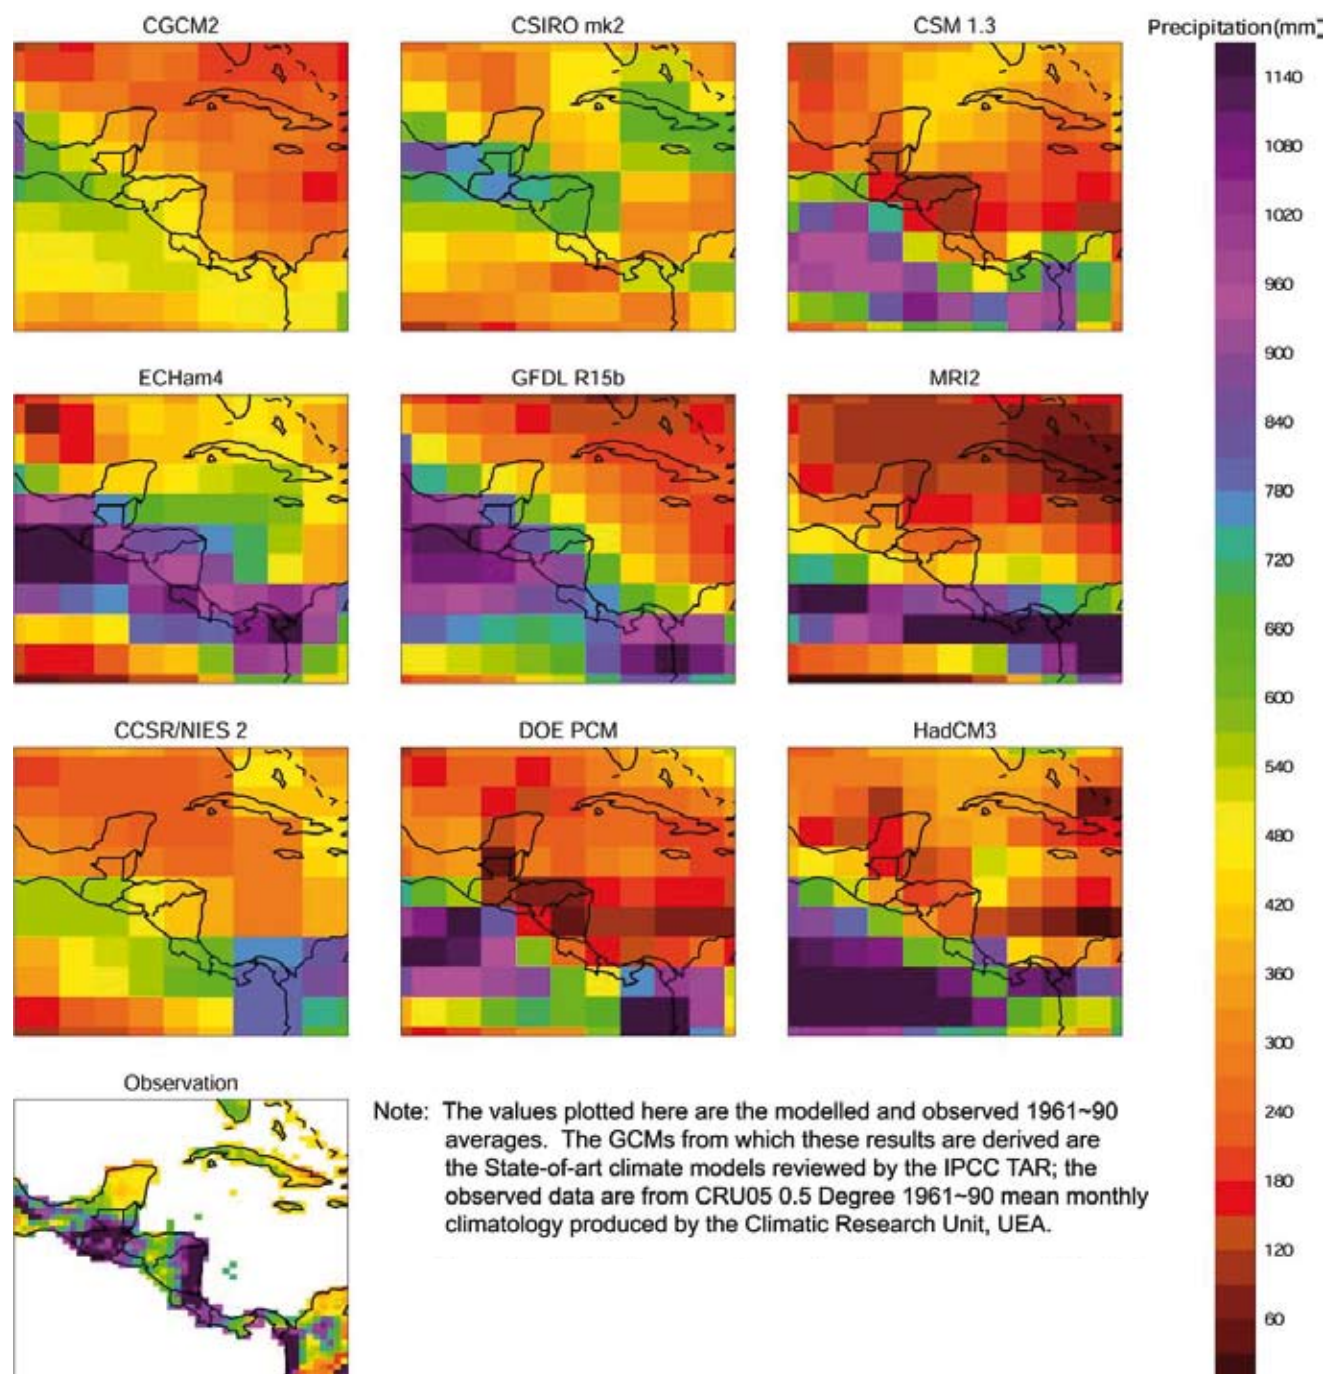 CGCM2
CSIRO mk2
CSM 1.3
Precipitation(mm)
ECHam4
GFDL R15b
MRI2
CCSR/NIES 2
DOE PCM
HadCM3
Observation
Note: The values plotted here are the modelled and observed 1961~90
averages. The GCMs from which these results are derived are
the State-of-art climate models reviewed by the IPCC TAR; the
observed data are from CRU05 0.5 Degree 1961~90 mean monthly
climatology produced by the Climatic Research Unit, UEA.
1140
1080
1020
960
900
840
780
720
660
600
540
480
420
360
300
240
180
120
60